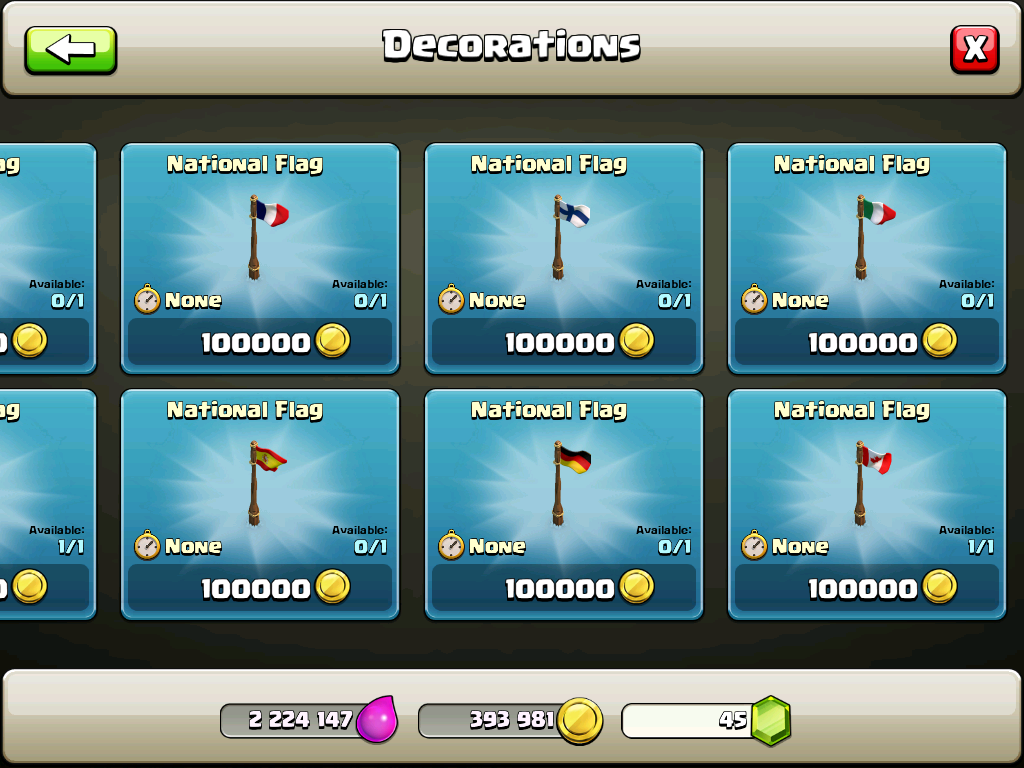 Decorations
X
ag
National Flag
National Flag
National Flag
Available:
0/1
None
Available:
0/1
None
Available:
0/1
None
Available:
0/1
0
100000
100000
100000
ag
National Flag
National Flag
National Flag
Available:
1/1
None
Available:
0/1
None
Available:
0/1
None
Available:
1/1
0
100000
100000
100000
2 224 147
393 981
45